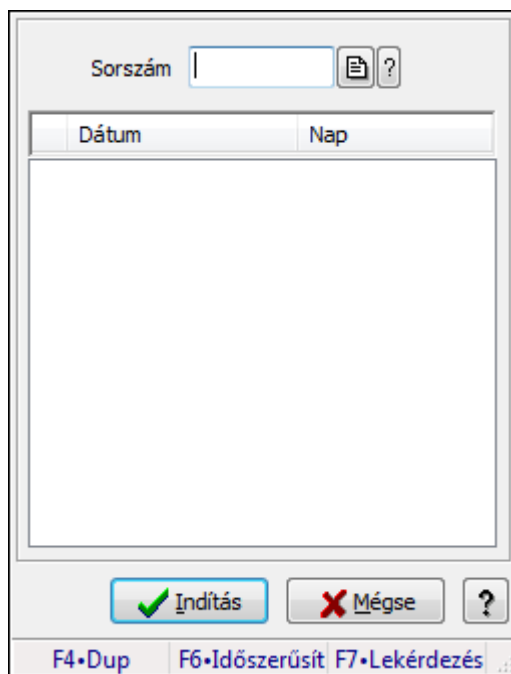 Sorszám ?
Dátum Nap
Indítás Mégse ?
F4•Dup F6•Időszerűsít F7•Lekérdezés